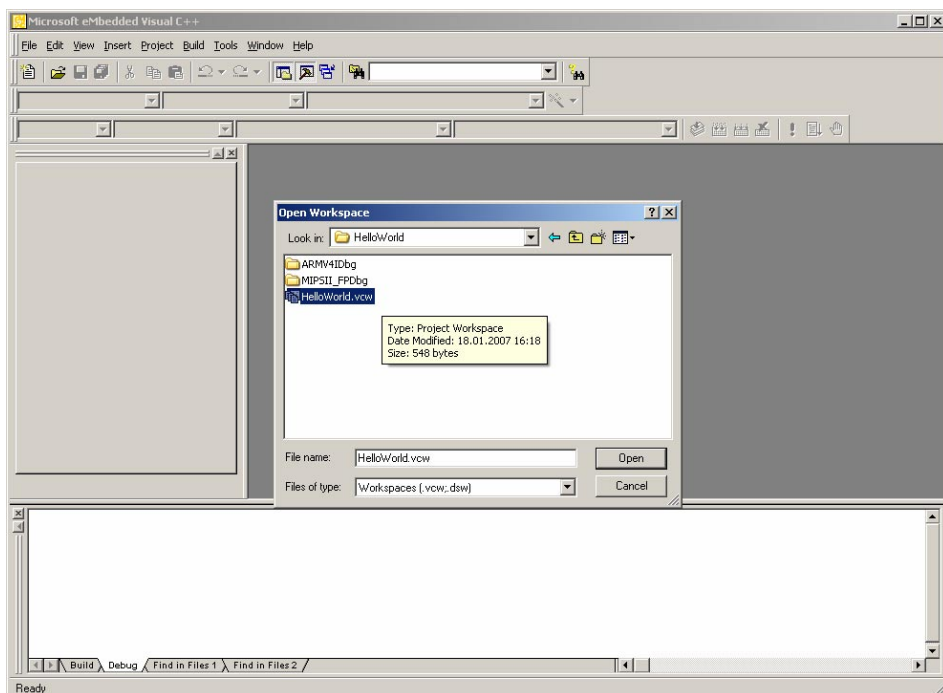 Microsoft eMbedded Visual C++
File Edit View Insert Project Build Tools Window Help
Open Workspace
Look in: HelloWorld
ARMV4IDbg
MIPSII_FPDbg
HelloWorld.vcw
Type: Project Workspace
Date Modified: 18.01.2007 16:18
Size: 548 bytes
File name: HelloWorld.vcw Open
Files of type: Workspaces (.vcw;.dsw) Cancel
Build Debug Find in Files 1 Find in Files 2
Ready